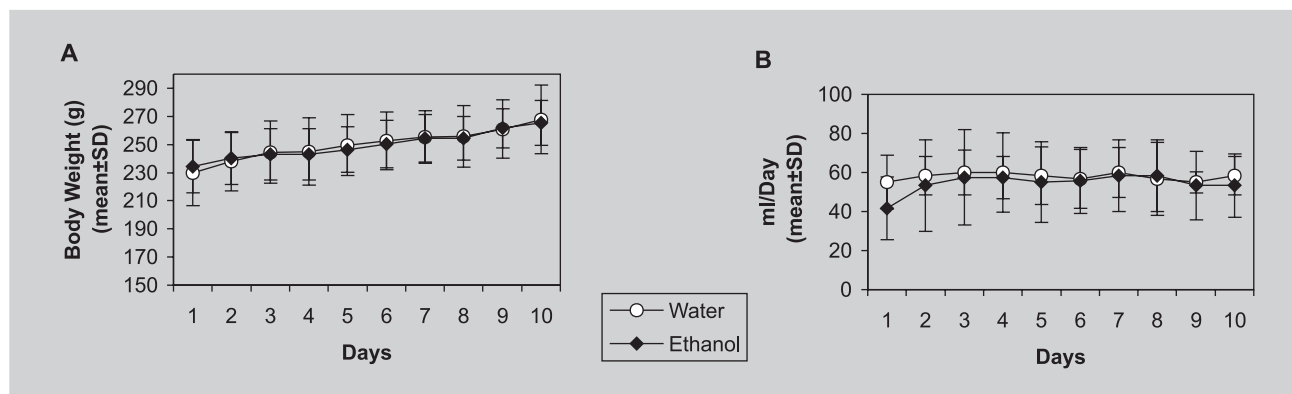 A
Body Weight (g)
(mean±SD)
290
270
250
230
210
190
170
150
1 2 3 4 5 6 7 8 9 10
Days
Water
Ethanol
B
ml/Day
(mean±SD)
100
80
60
40
20
0
1 2 3 4 5 6 7 8 9 10
Days